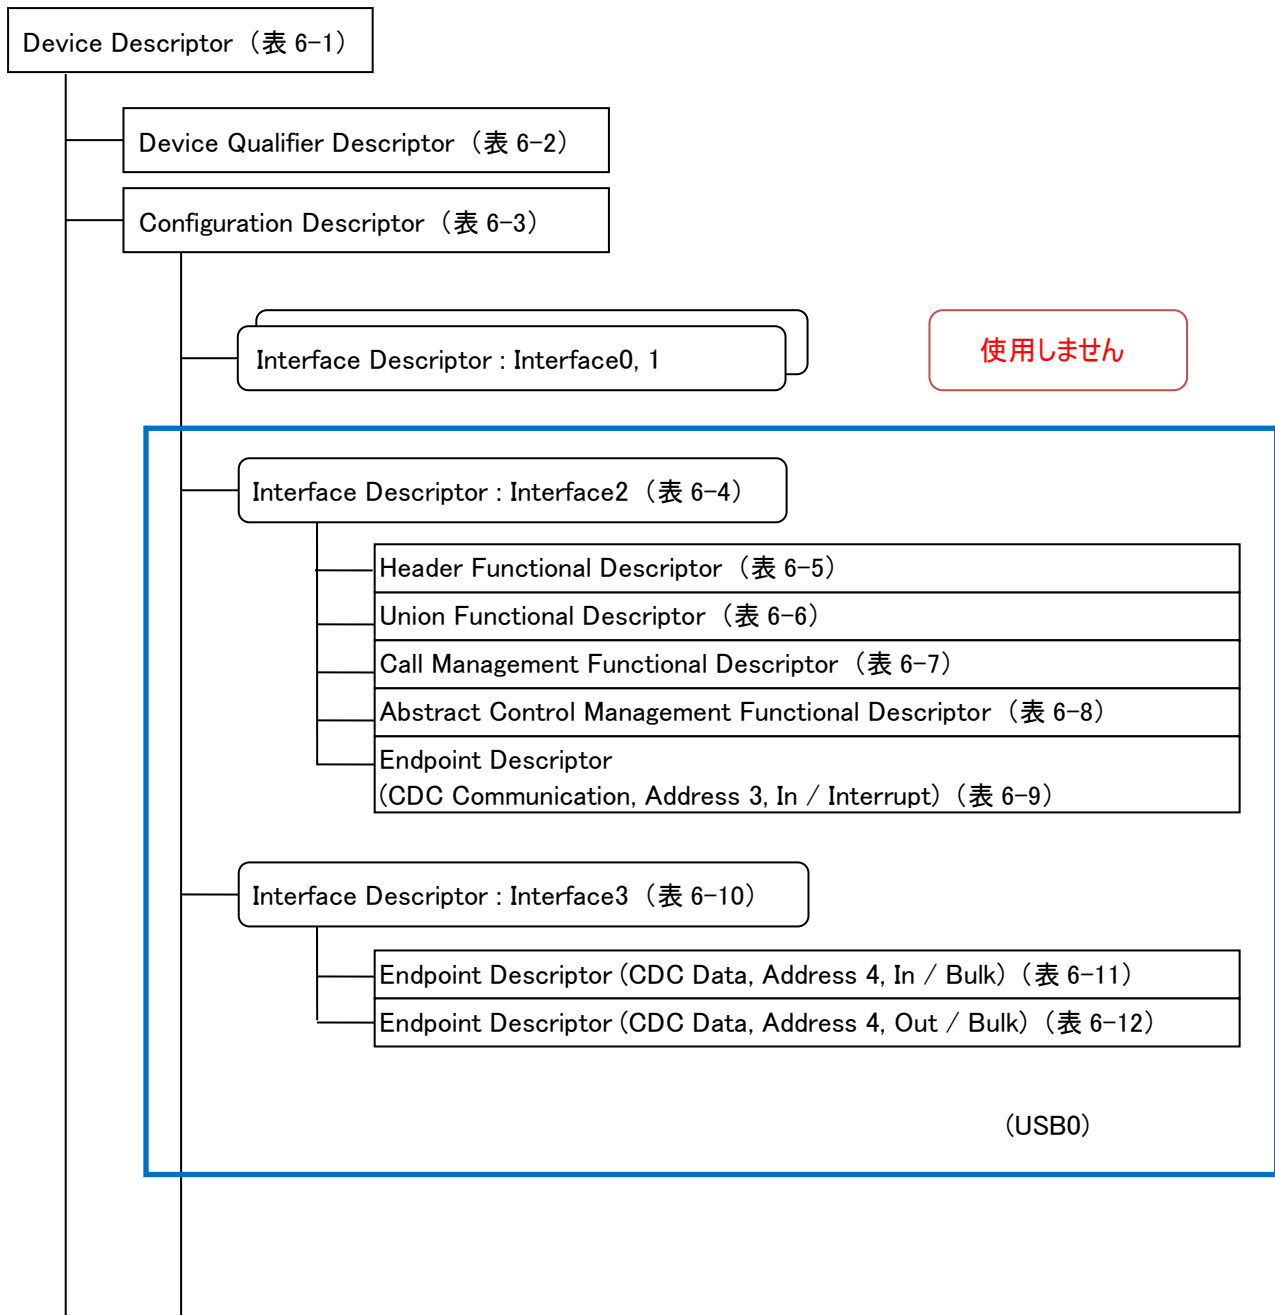 Device Descriptor （表 6-1）
Device Qualifier Descriptor （表 6-2）
Configuration Descriptor （表 6-3）
Interface Descriptor : Interface0, 1
使用しません
Interface Descriptor : Interface2 （表 6-4）
Header Functional Descriptor （表 6-5）
Union Functional Descriptor （表 6-6）
Call Management Functional Descriptor （表 6-7）
Abstract Control Management Functional Descriptor （表 6-8）
Endpoint Descriptor
(CDC Communication, Address 3, In / Interrupt) （表 6-9）
Interface Descriptor : Interface3 （表 6-10）
Endpoint Descriptor (CDC Data, Address 4, In / Bulk) （表 6-11）
Endpoint Descriptor (CDC Data, Address 4, Out / Bulk) （表 6-12）
(USB0)